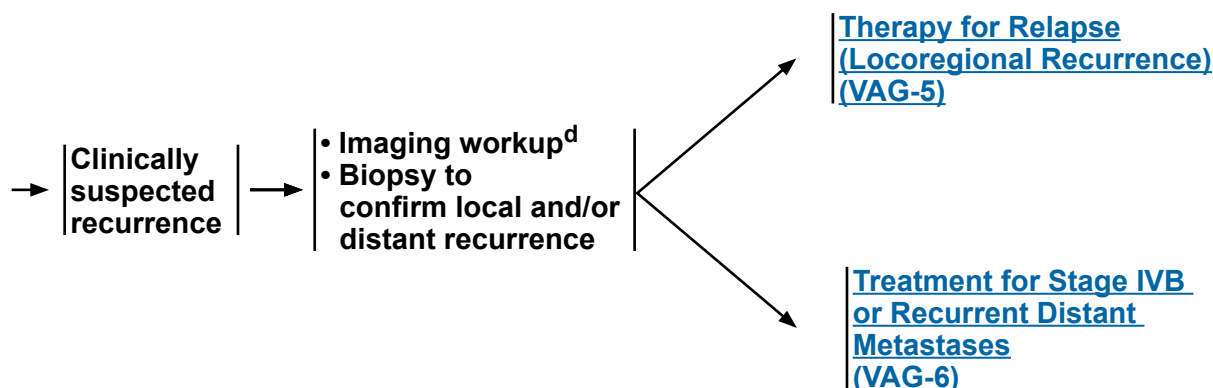 Clinically
suspected
recurrence
• Imaging workupᵈ
• Biopsy to
confirm local and/or
distant recurrence
Therapy for Relapse
(Locoregional Recurrence)
(VAG-5)
Treatment for Stage IVB
or Recurrent Distant
Metastases
(VAG-6)